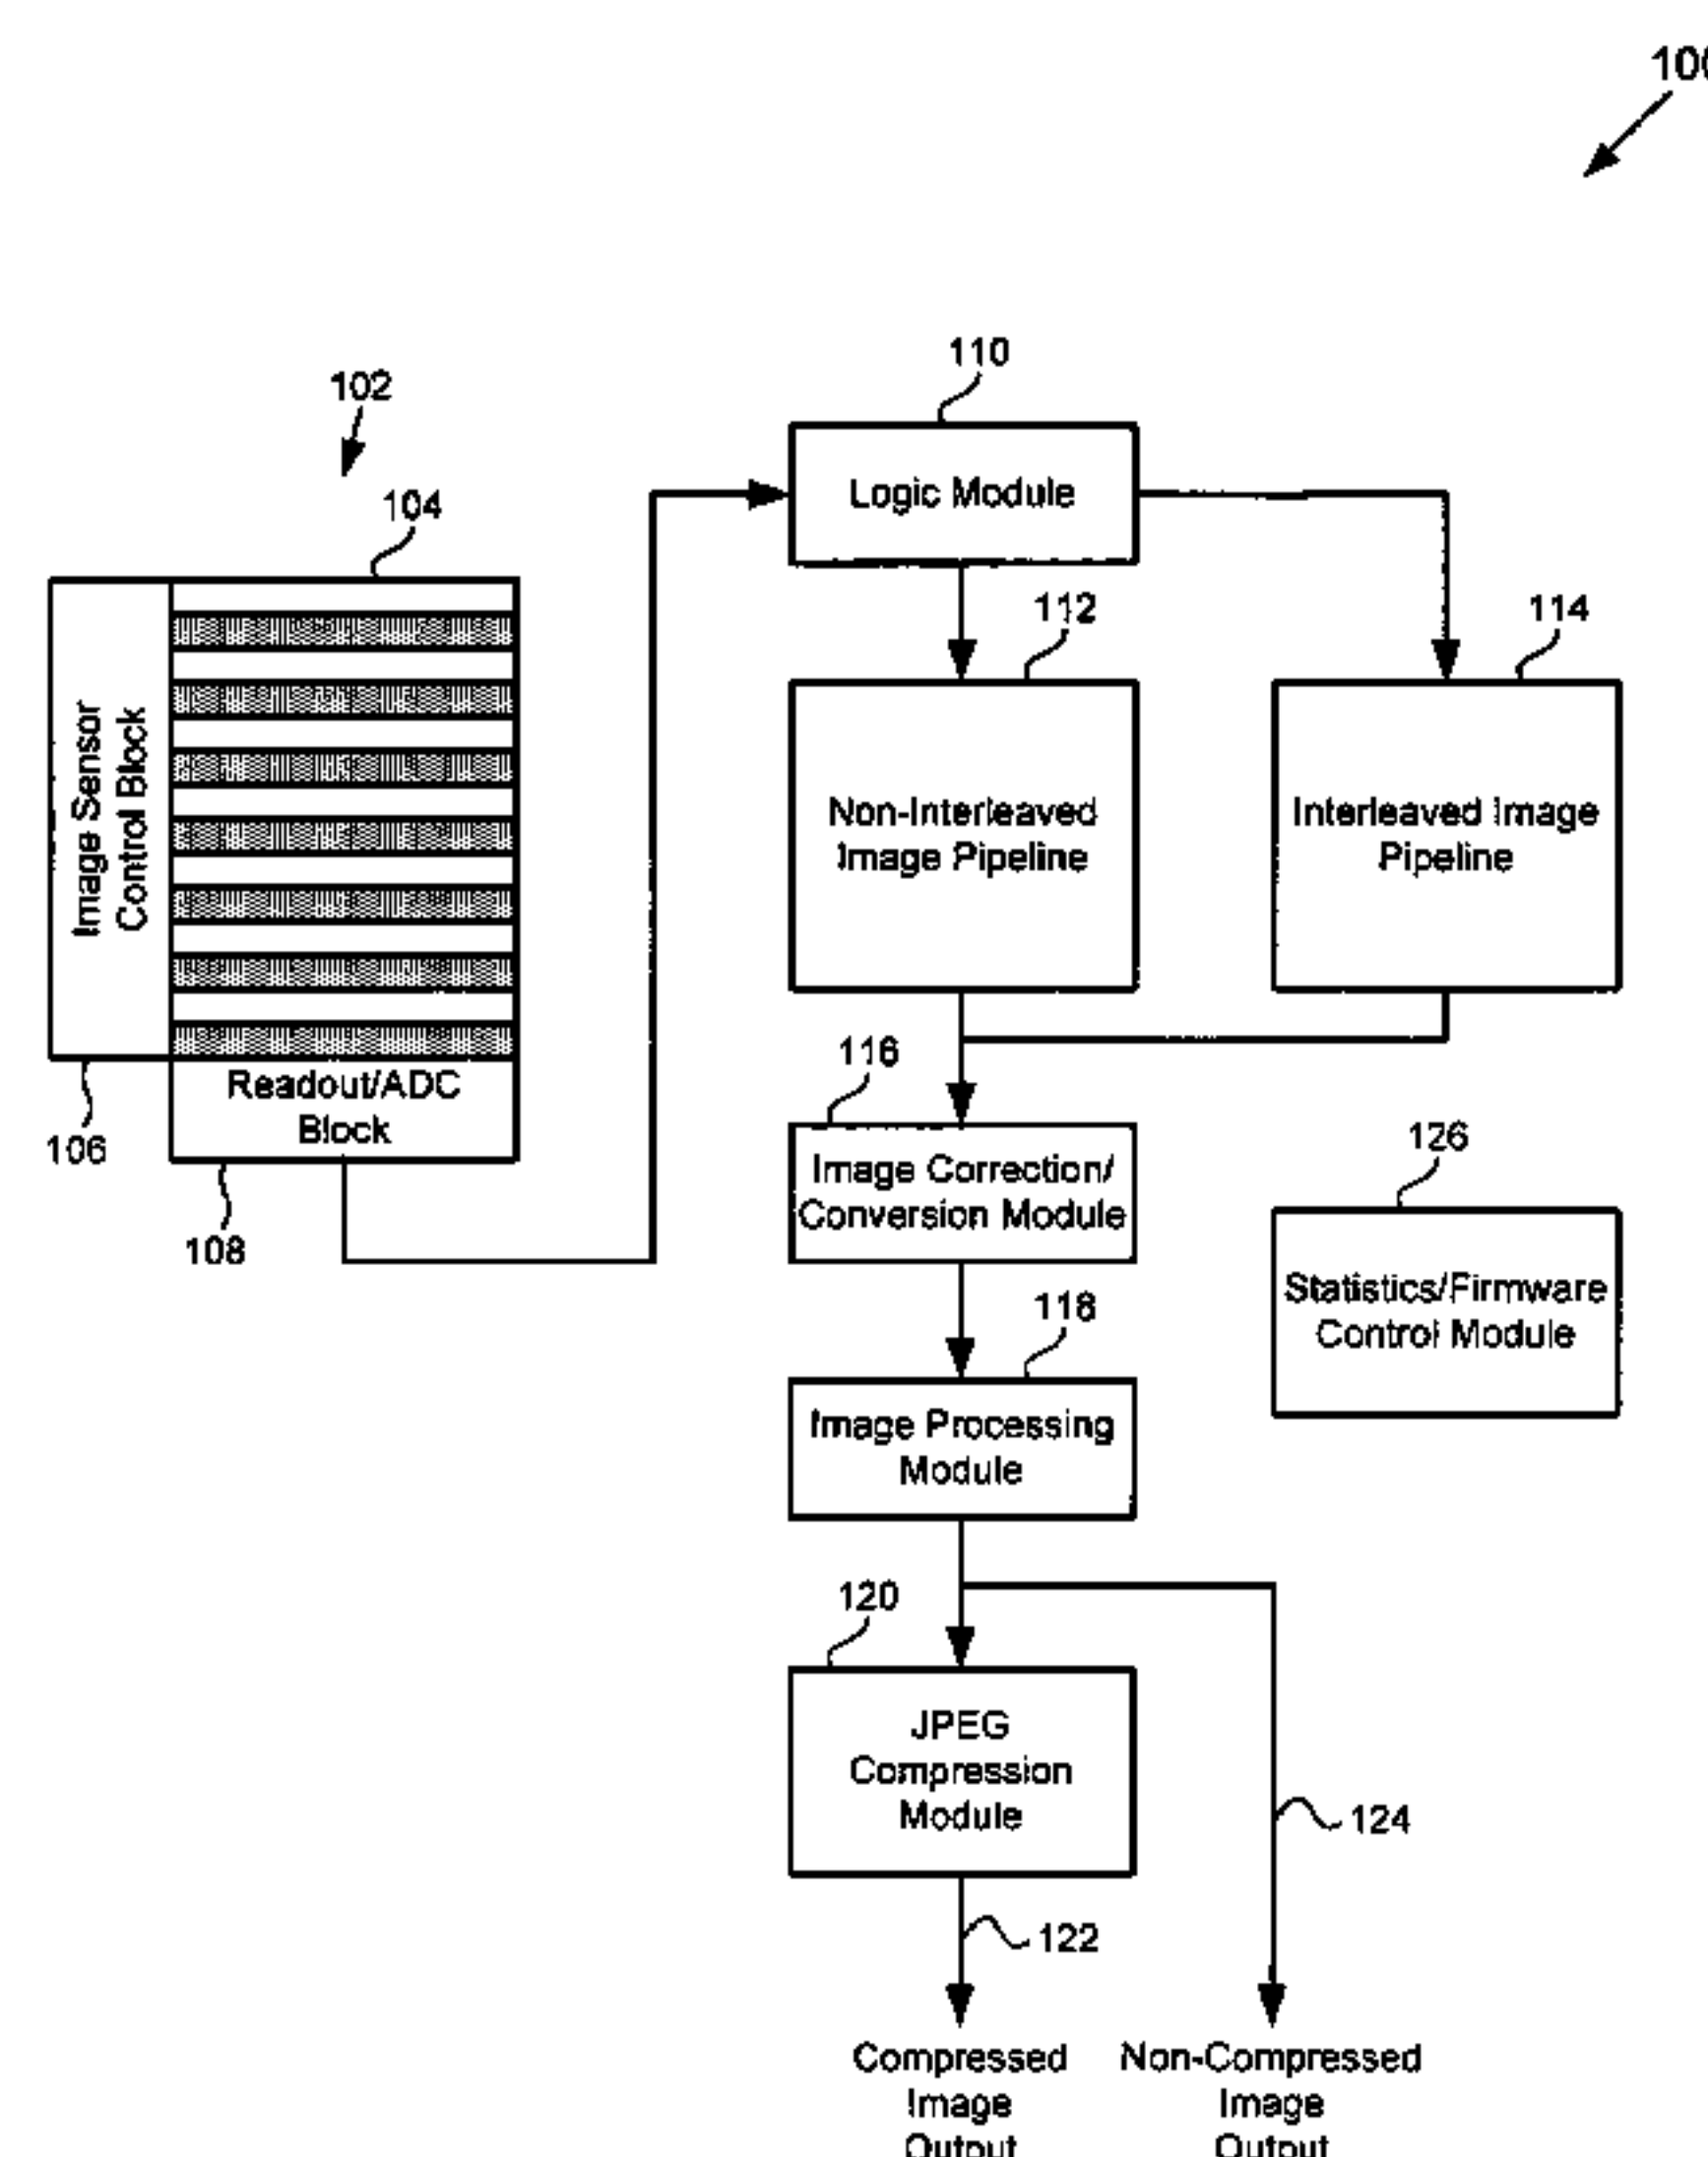 100
110
102
Logic Module
104
112
114
Image Sensor
Control Block
Non-Interleaved
Image Pipeline
Interleaved Image
Pipeline
116
Readout/ADC
Block
106
126
Image Correction/
Conversion Module
108
Statistics/Firmware
Control Module
118
Image Processing
Module
120
JPEG
Compression
Module
124
122
Compressed
Image
Output
Non-Compressed
Image
Output